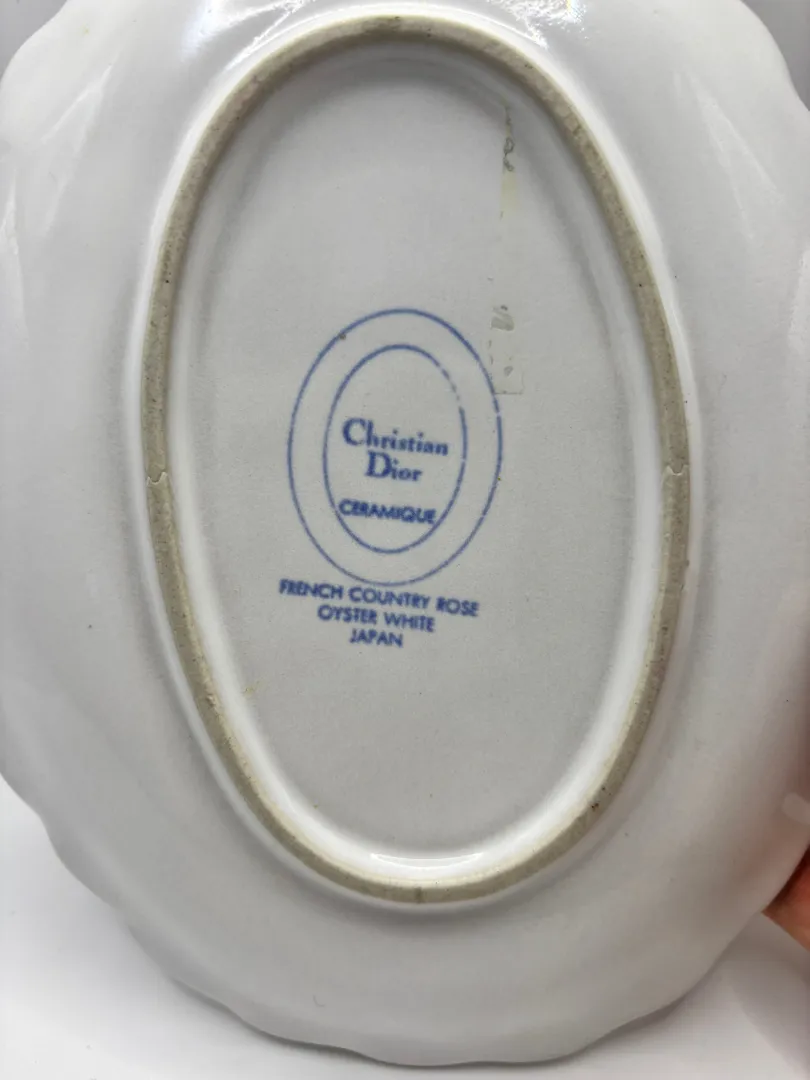 Christian
Dior
CERAMIQUE
FRENCH COUNTRY ROSE
OYSTER WHITE
JAPAN